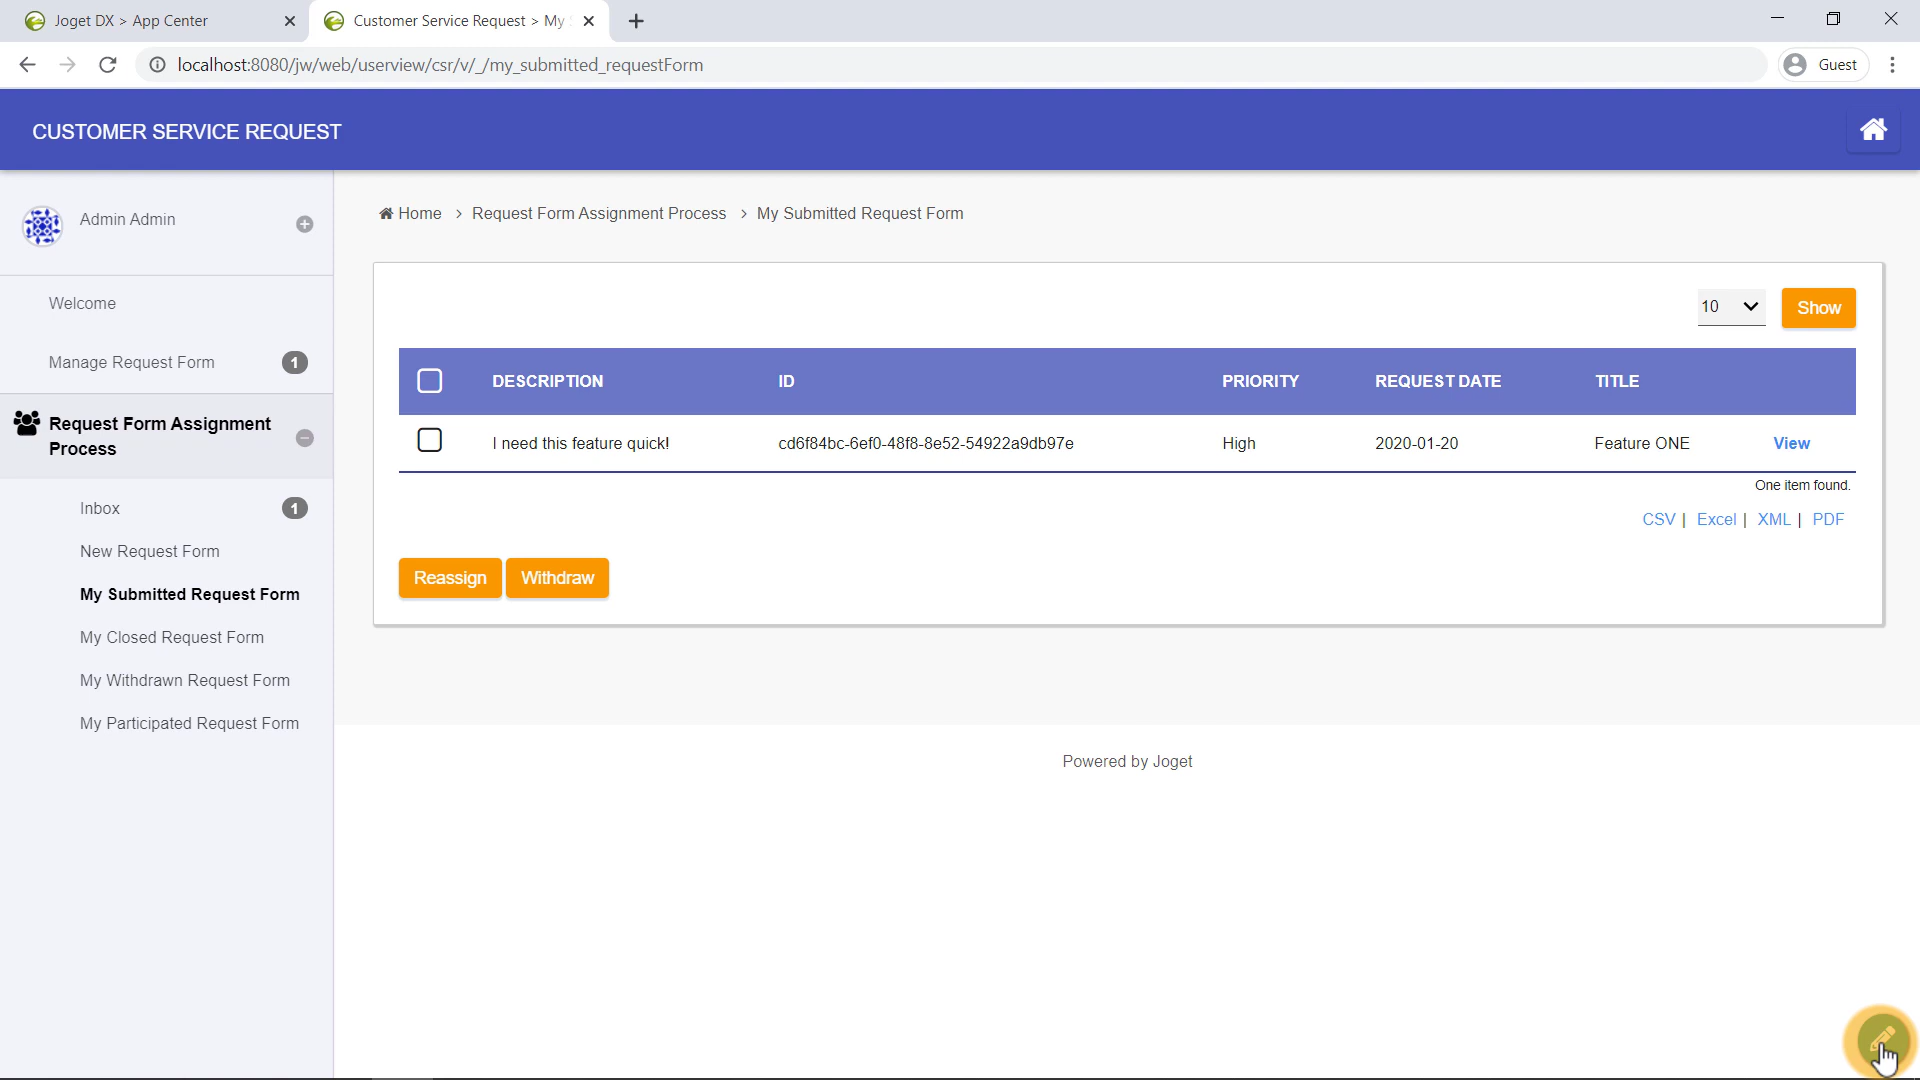 Joget DX > App Center
Customer Service Request > My
localhost:8080/jw/web/userview/csr/v/_/my_submitted_requestForm
Guest
CUSTOMER SERVICE REQUEST
Admin Admin
Home > Request Form Assignment Process > My Submitted Request Form
Welcome
Manage Request Form 1
Request Form Assignment
Process
Inbox 1
New Request Form
My Submitted Request Form
My Closed Request Form
My Withdrawn Request Form
My Participated Request Form
10 Show
DESCRIPTION ID PRIORITY REQUEST DATE TITLE
I need this feature quick! cd6f84bc-6ef0-48f8-8e52-54922a9db97e High 2020-01-20 Feature ONE View
One item found.
CSV | Excel | XML | PDF
Reassign Withdraw
Powered by Joget